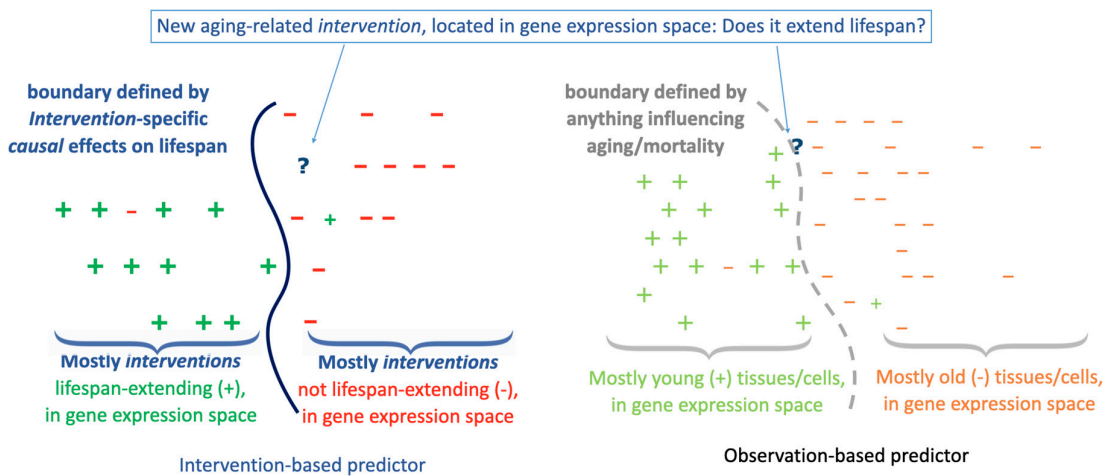 New aging-related intervention, located in gene expression space: Does it extend lifespan?
boundary defined by
Intervention-specific
causal effects on lifespan
?
Mostly interventions
lifespan-extending (+),
in gene expression space
Mostly interventions
not lifespan-extending (-),
in gene expression space
Intervention-based predictor
boundary defined by
anything influencing
aging/mortality
?
Mostly young (+) tissues/cells,
in gene expression space
Mostly old (-) tissues/cells,
in gene expression space
Observation-based predictor